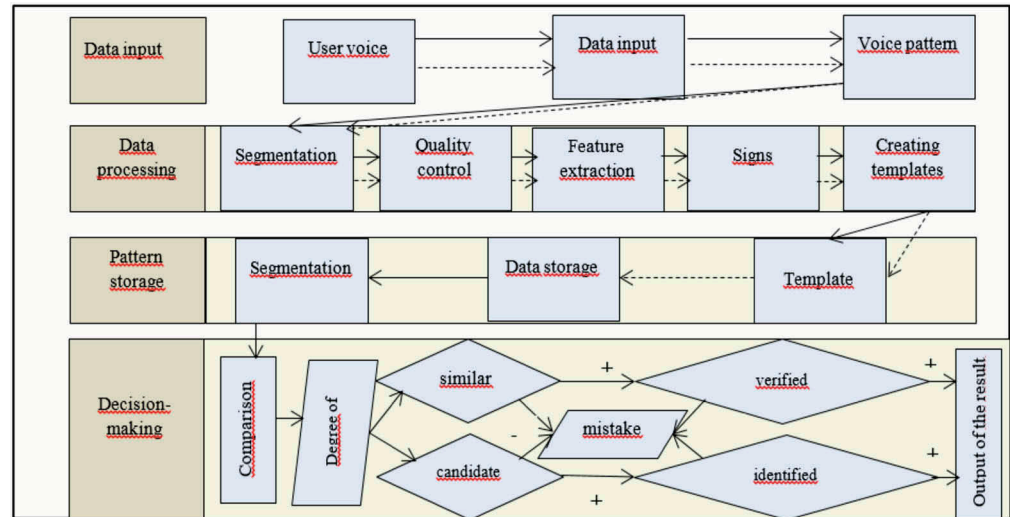 Data input
User voice
Data input
Voice pattern
Data
processing
Segmentation
Quality
control
Feature
extraction
Signs
Creating
templates
Pattern
storage
Segmentation
Data storage
Template
Decision-
making
Comparison
Degree of
similar
+
verified
+
mistake
-
candidate
+
identified
+
Output of the result